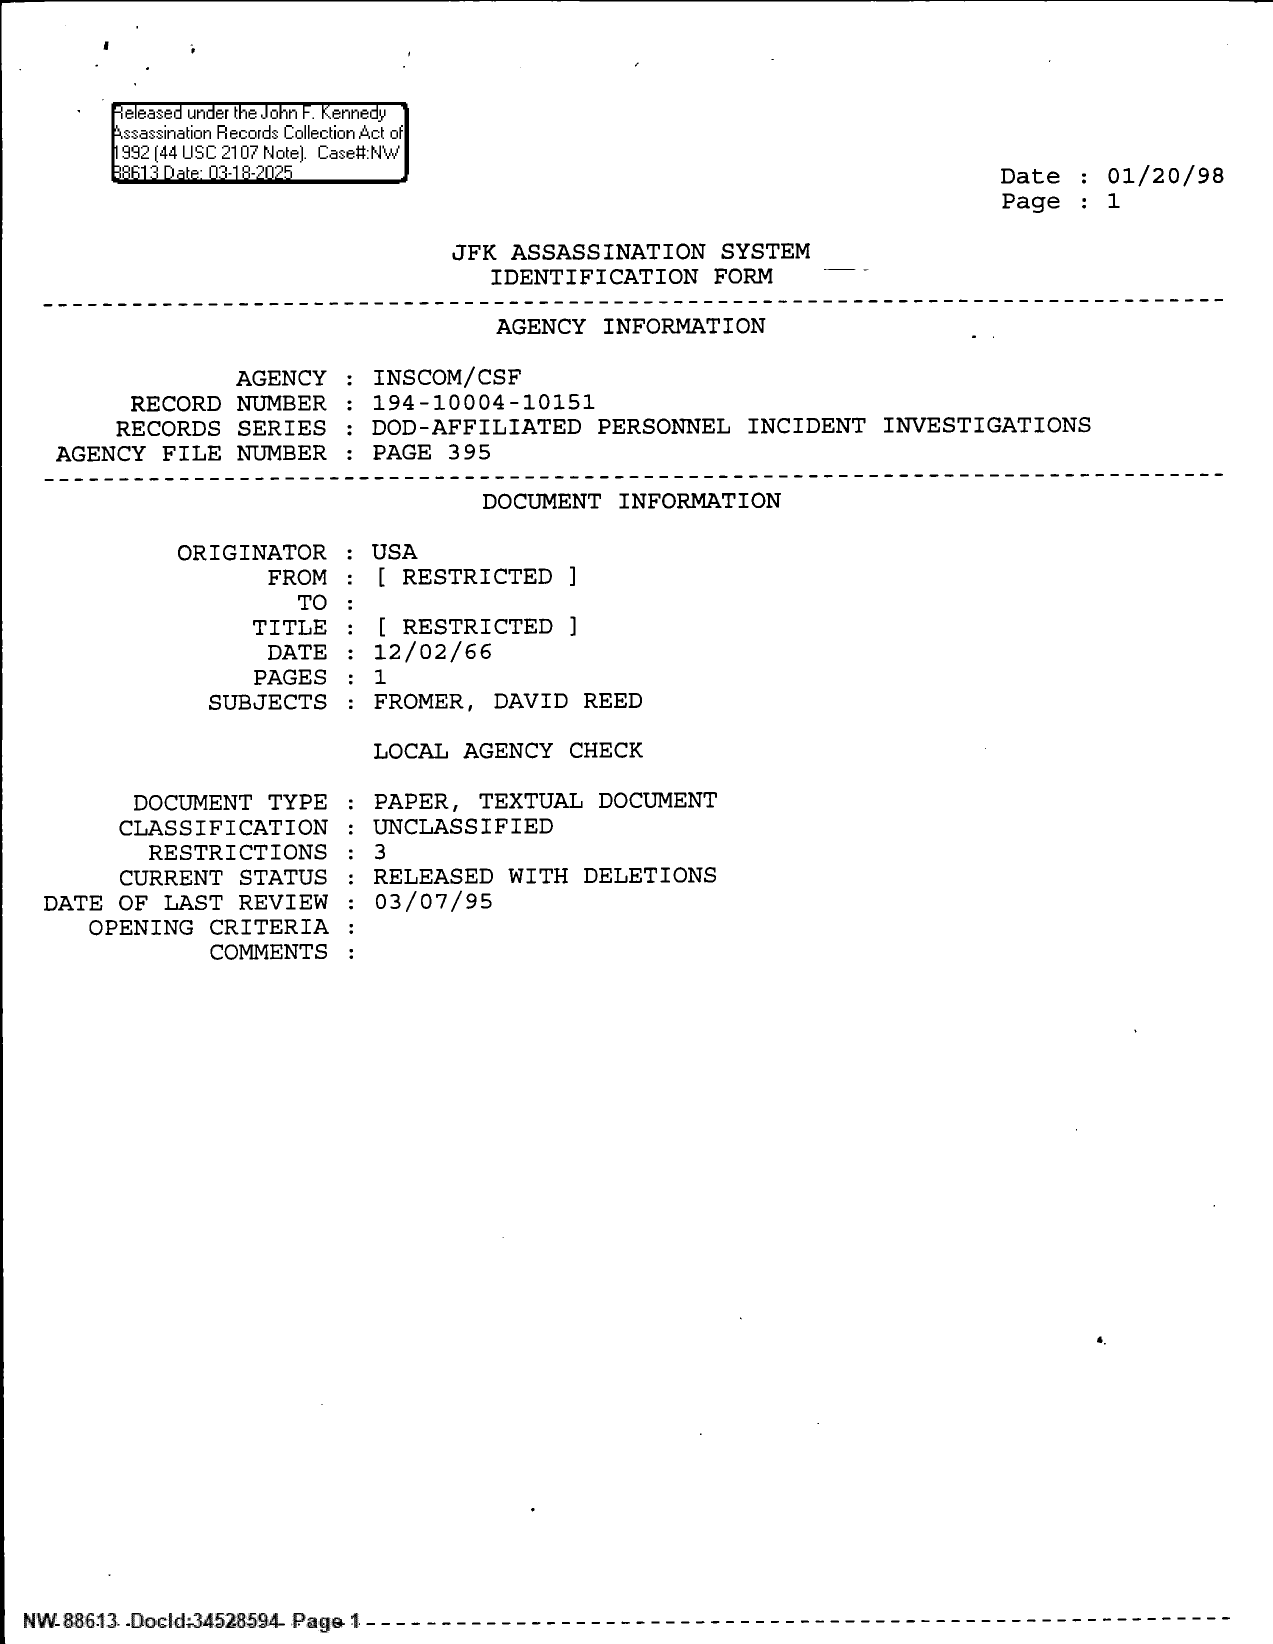 Released under the John F. Kennedy
Assassination Records Collection Act of
1992 (44 USC 2107 Note). Case#:NW
88613 Date: 03-18-2025
Date : 01/20/98
Page : 1
JFK ASSASSINATION SYSTEM
IDENTIFICATION FORM
AGENCY INFORMATION
AGENCY : INSCOM/CSF
RECORD NUMBER : 194-10004-10151
RECORDS SERIES : DOD-AFFILIATED PERSONNEL INCIDENT INVESTIGATIONS
AGENCY FILE NUMBER : PAGE 395
DOCUMENT INFORMATION
ORIGINATOR : USA
FROM : [ RESTRICTED ]
TO :
TITLE : [ RESTRICTED ]
DATE : 12/02/66
PAGES : 1
SUBJECTS : FROMER, DAVID REED
LOCAL AGENCY CHECK
DOCUMENT TYPE : PAPER, TEXTUAL DOCUMENT
CLASSIFICATION : UNCLASSIFIED
RESTRICTIONS : 3
CURRENT STATUS : RELEASED WITH DELETIONS
DATE OF LAST REVIEW : 03/07/95
OPENING CRITERIA :
COMMENTS :
NW 88613 DocId:34528594 Page 1